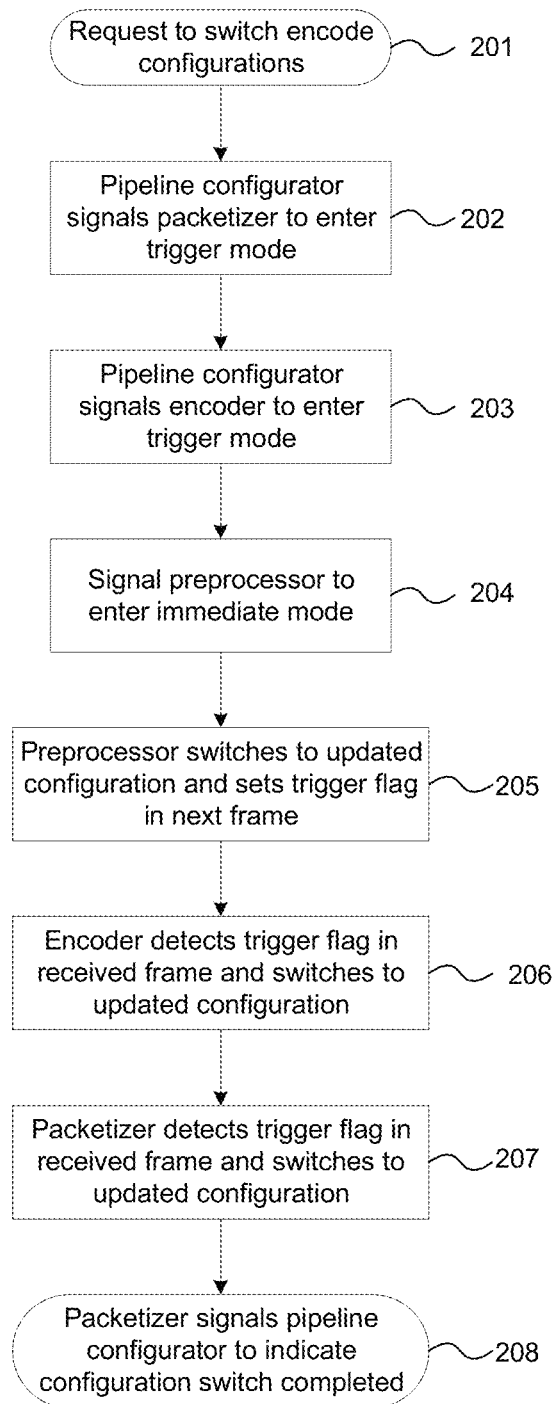 Request to switch encode
configurations
201
Pipeline configurator
signals packetizer to enter
trigger mode
202
Pipeline configurator
signals encoder to enter
trigger mode
203
Signal preprocessor to
enter immediate mode
204
Preprocessor switches to updated
configuration and sets trigger flag
in next frame
205
Encoder detects trigger flag in
received frame and switches to
updated configuration
206
Packetizer detects trigger flag in
received frame and switches to
updated configuration
207
Packetizer signals pipeline
configurator to indicate
configuration switch completed
208